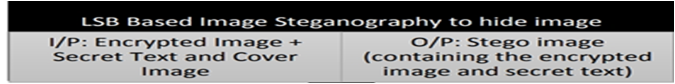 LSB Based Image Steganography to hide image
I/P: Encrypted Image +
Secret Text and Cover
Image
O/P: Stego image
(containing the encrypted
image and secret text)